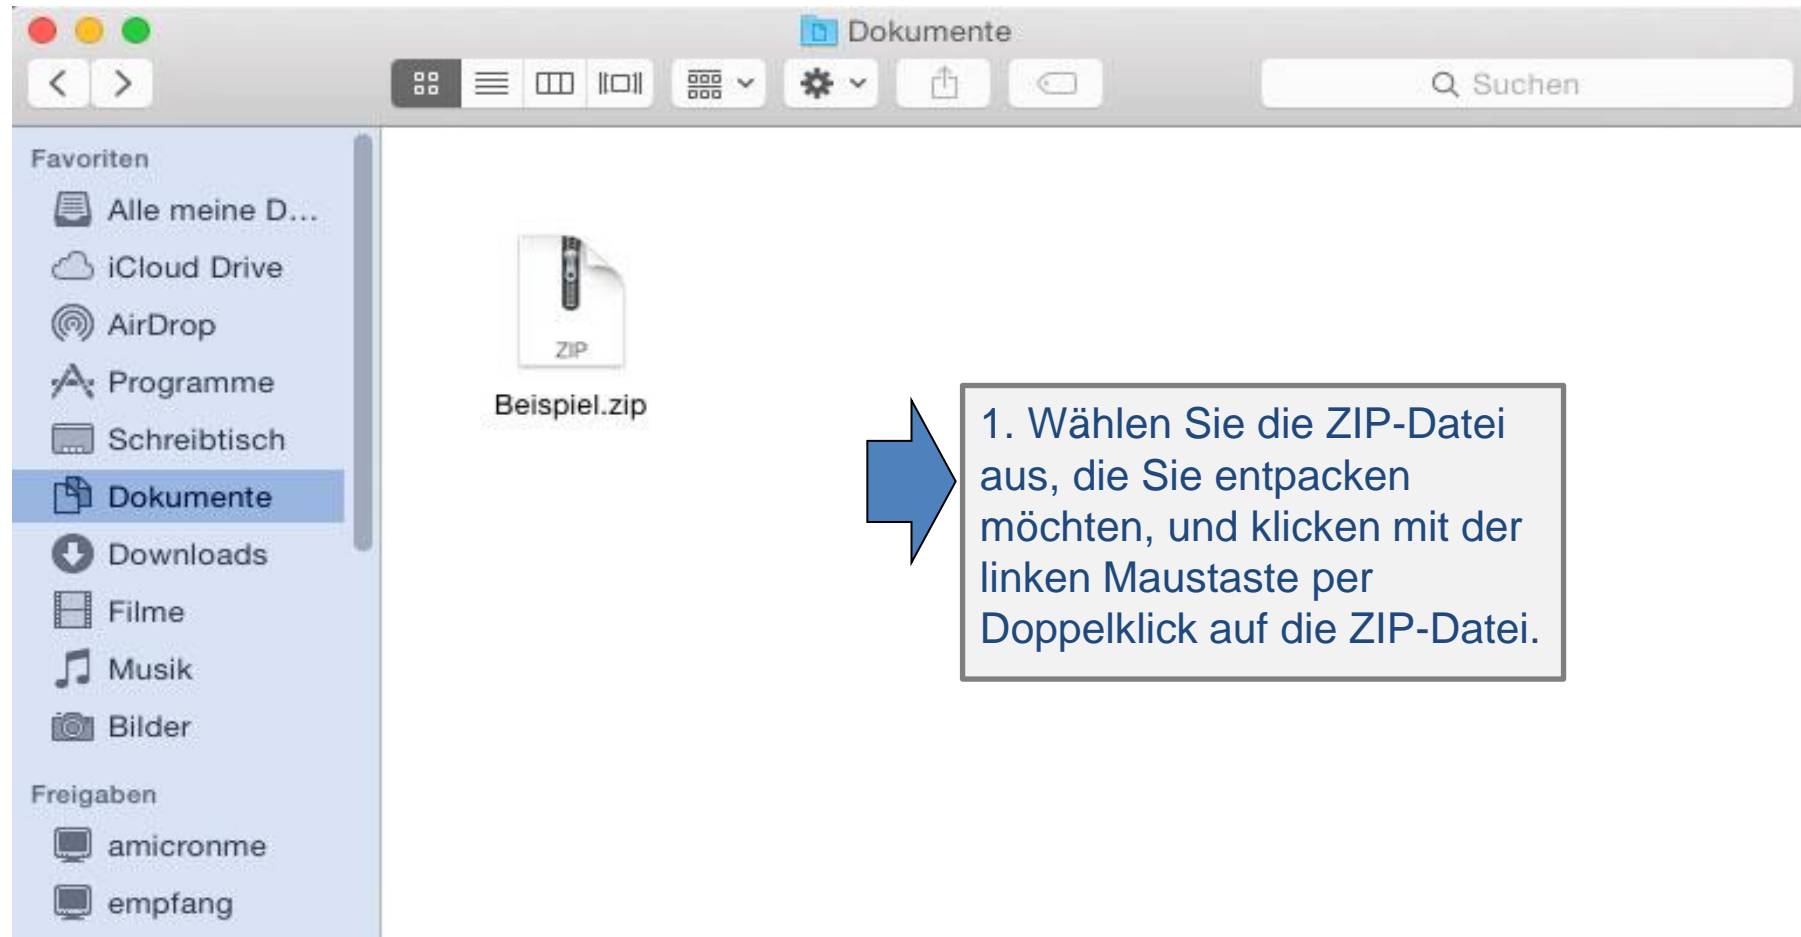 Dokumente
Suchen
Favoriten
Alle meine D...
iCloud Drive
AirDrop
Programme
Schreibtisch
Dokumente
Downloads
Filme
Musik
Bilder
Freigaben
amicronme
empfang
ZIP
Beispiel.zip
1. Wählen Sie die ZIP-Datei
aus, die Sie entpacken
möchten, und klicken mit der
linken Maustaste per
Doppelklick auf die ZIP-Datei.